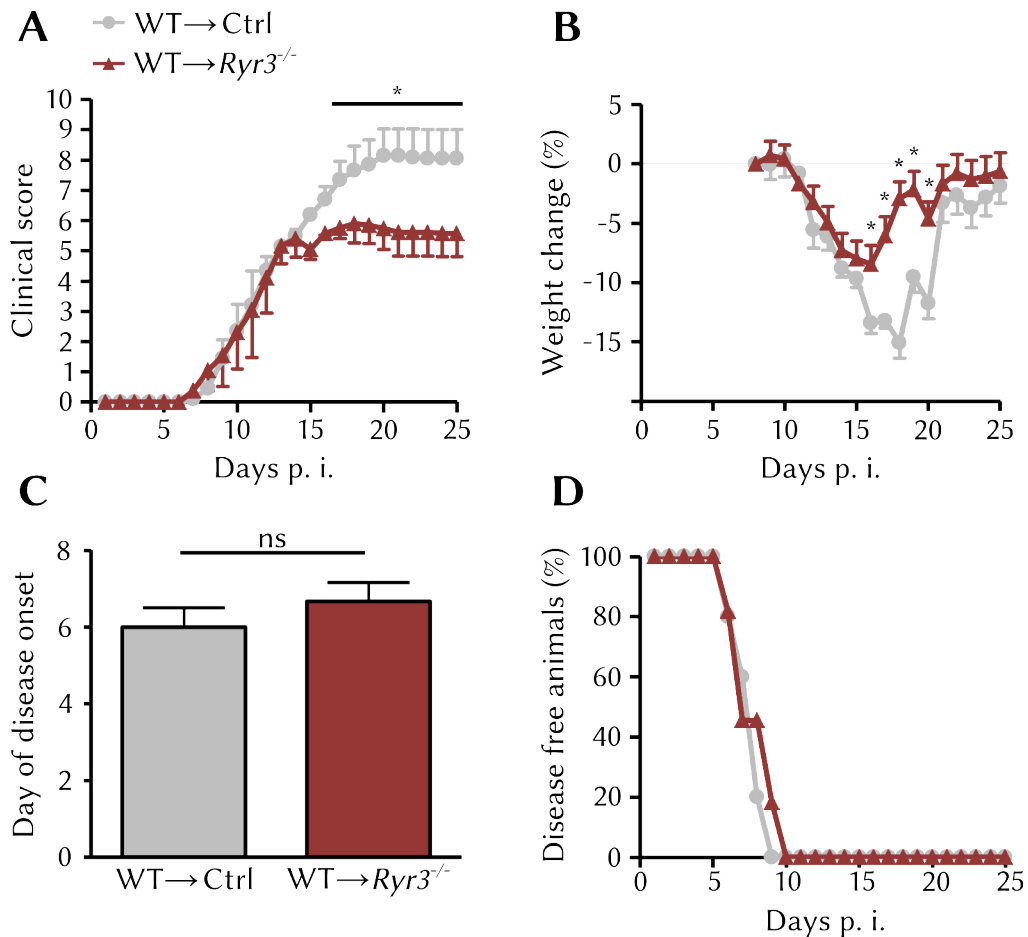 A
WT→Ctrl
WT→Ryr3-/-
Clinical score
10
9
8
7
6
5
4
3
2
1
0
*
0 5 10 15 20 25
Days p. i.
B
Weight change (%)
5
0
-5
-10
-15
* * * * *
0 5 10 15 20 25
Days p. i.
C
Day of disease onset
8
6
4
2
0
ns
WT→Ctrl WT→Ryr3-/-
D
Disease free animals (%)
100
80
60
40
20
0
0 5 10 15 20 25
Days p. i.